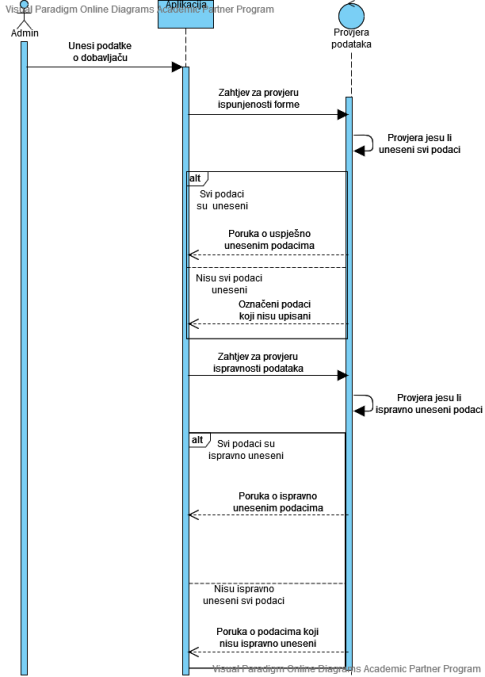 Aplikacija
Visual Paradigm Online Diagrams Academic Partner Program
Admin
Provjera
podataka
Unesi podatke
o dobavljaču
Zahtjev za provjeru
ispunjenosti forme
Provjera jesu li
uneseni svi podaci
alt
Svi podaci
su uneseni
Poruka o uspješno
unesenim podacima
Nisu svi podaci
uneseni
Označeni podaci
koji nisu upisani
Zahtjev za provjeru
ispravnosti podataka
Provjera jesu li
ispravno uneseni podaci
alt
Svi podaci su
ispravno uneseni
Poruka o ispravno
unesenim podacima
Nisu ispravno
uneseni svi podaci
Poruka o podacima koji
nisu ispravno uneseni
Visual Paradigm Online Diagrams Academic Partner Program